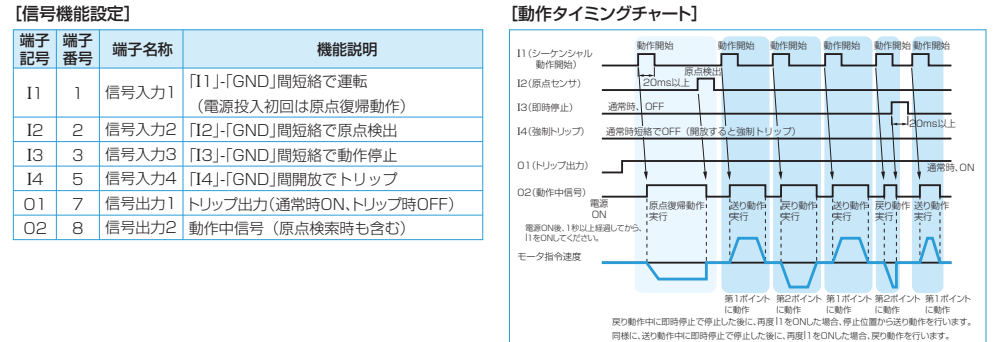 [信号機能設定]
端子記号 端子番号 端子名称 機能説明
I1 1 信号入力1 「I1」-「GND」間短絡で運転
（電源投入初回は原点復帰動作）
I2 2 信号入力2 「I2」-「GND」間短絡で原点検出
I3 3 信号入力3 「I3」-「GND」間短絡で動作停止
I4 5 信号入力4 「I4」-「GND」間開放でトリップ
O1 7 信号出力1 トリップ出力（通常時ON、トリップ時OFF）
O2 8 信号出力2 動作中信号（原点検索時も含む）
[動作タイミングチャート]
動作開始 動作開始 動作開始 動作開始 動作開始 動作開始
I1（シーケンシャル
動作開始）
原点検出
I2（原点センサ）
20ms以上
I3（即時停止）
通常時、OFF
20ms以上
I4（強制トリップ）
通常時短絡でOFF（開放すると強制トリップ）
O1（トリップ出力）
通常時、ON
O2（動作中信号）
電源
ON
原点復帰動作 送り動作 戻り動作 送り動作 戻り動作 送り動作
実行 実行 実行 実行 実行 実行
電源ON後、1秒以上経過してから、
I1をONしてください。
モータ指令速度
第1ポイント 第2ポイント 第1ポイント 第2ポイント 第1ポイント
に動作 に動作 に動作 に動作 に動作
戻り動作中に即時停止で停止した後に、再度I1をONした場合、停止位置から送り動作を行います。
同様に、送り動作中に即時停止で停止した後に、再度I1をONした場合、戻り動作を行います。